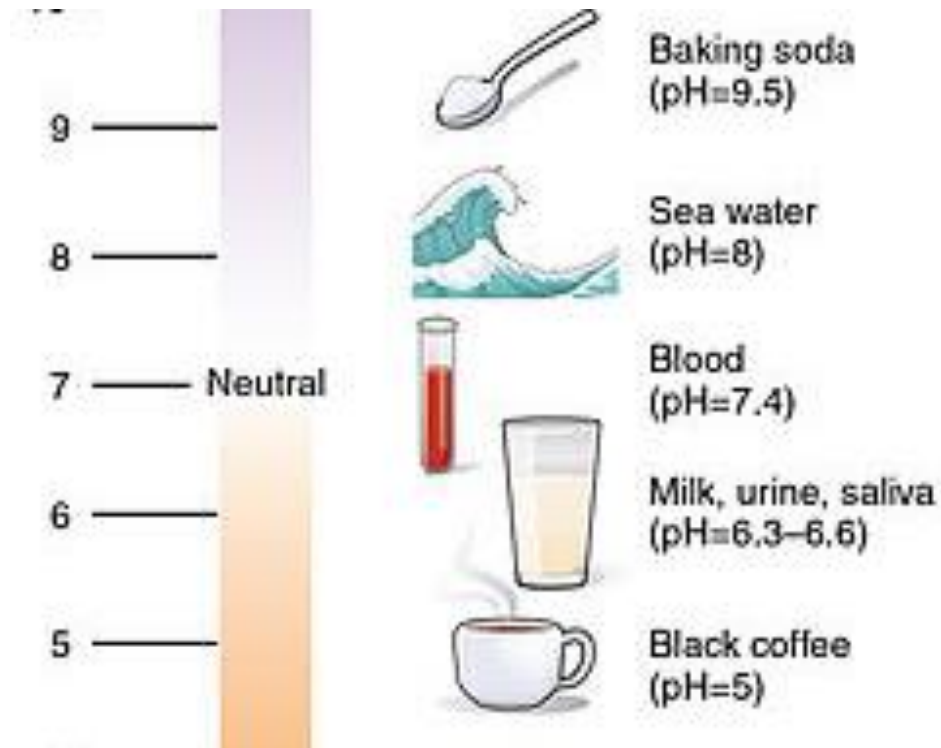 Baking soda
(pH=9.5)
9
Sea water
(pH=8)
8
Blood
(pH=7.4)
7
Neutral
Milk, urine, saliva
(pH=6.3–6.6)
6
Black coffee
(pH=5)
5